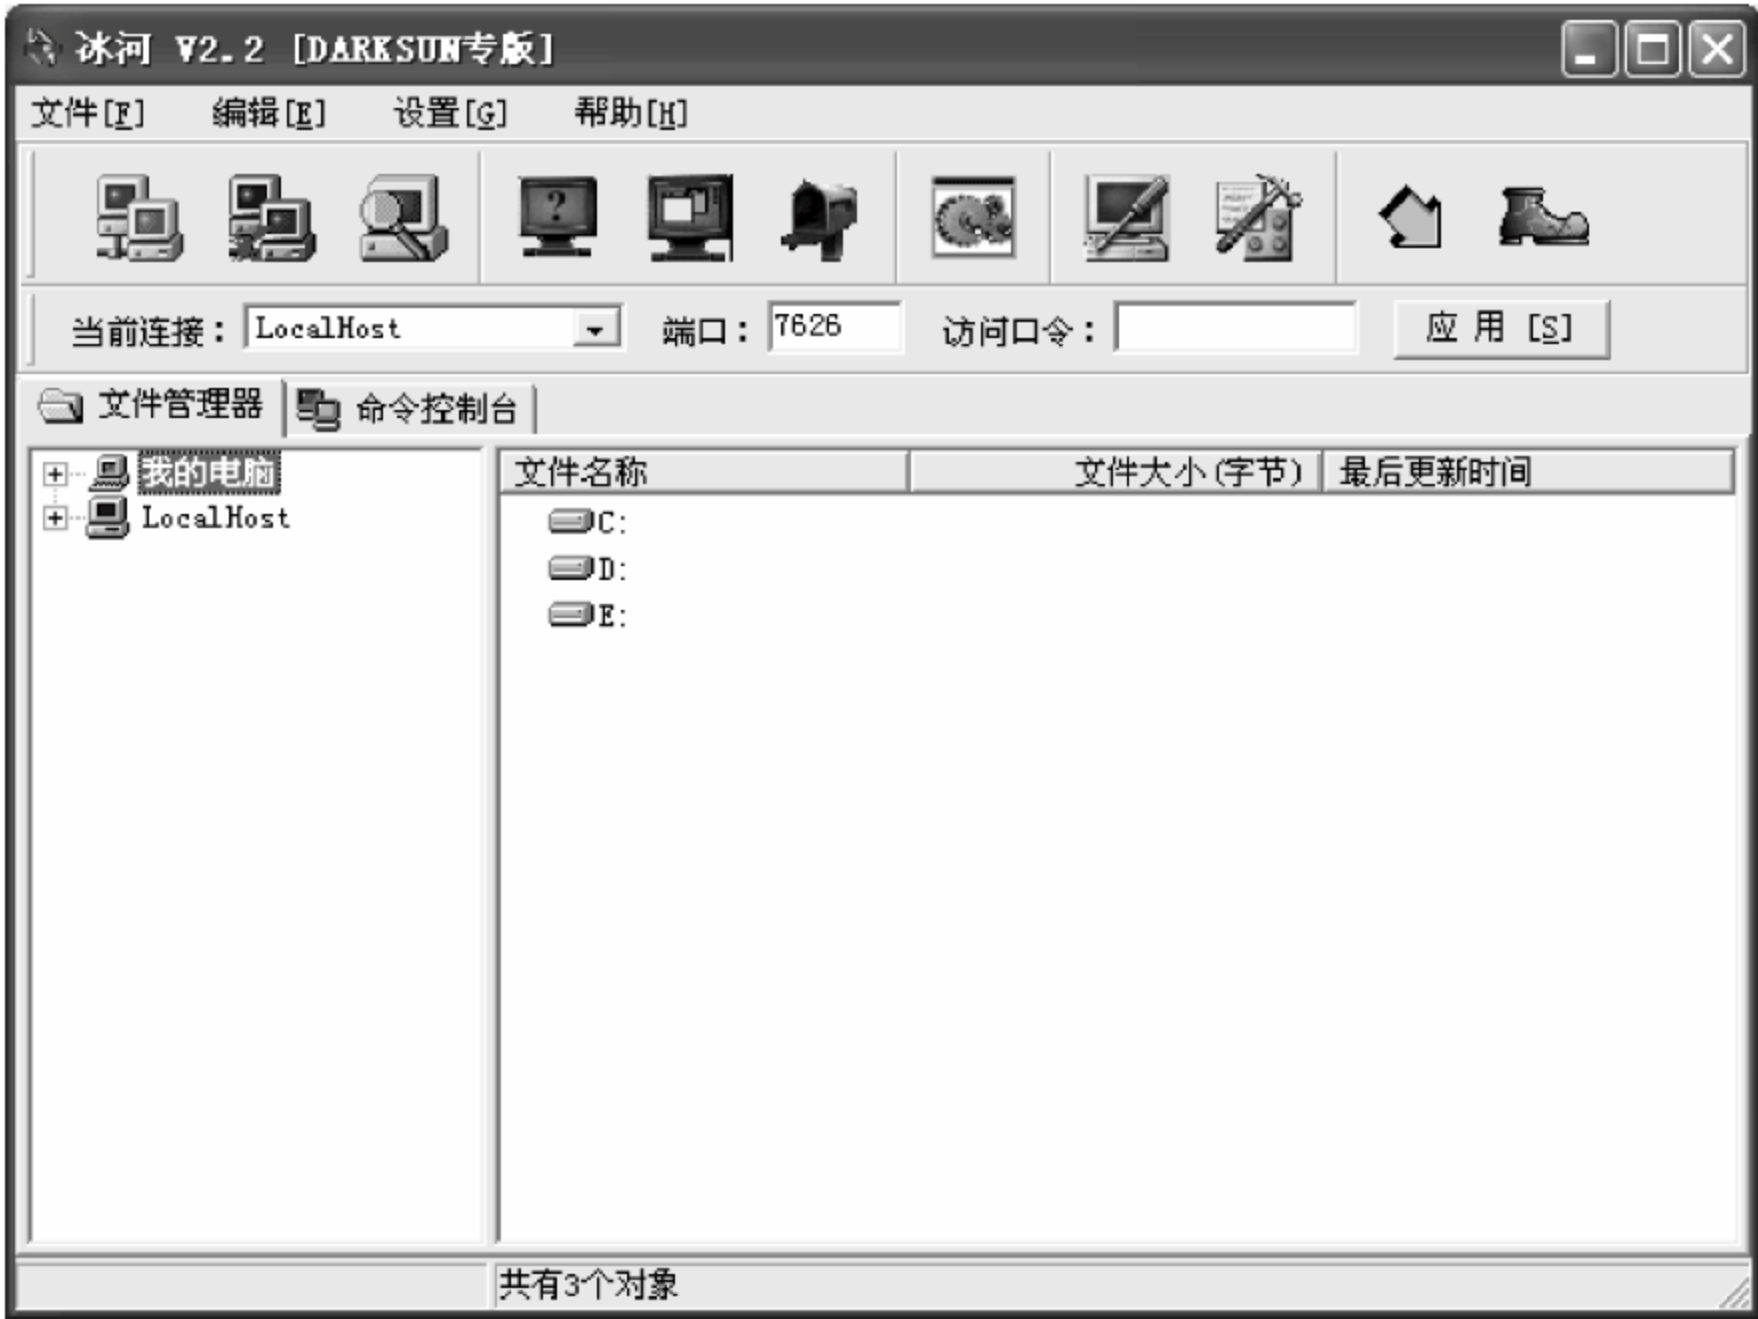 冰河 V2.2 [DARKSUN专版]
文件[F] 编辑[E] 设置[G] 帮助[H]
?
当前连接： LocalHost 端口： 7626 访问口令： 应 用 [S]
文件管理器 命令控制台
我的电脑
LocalHost
文件名称 文件大小(字节) 最后更新时间
C:
D:
E:
共有3个对象